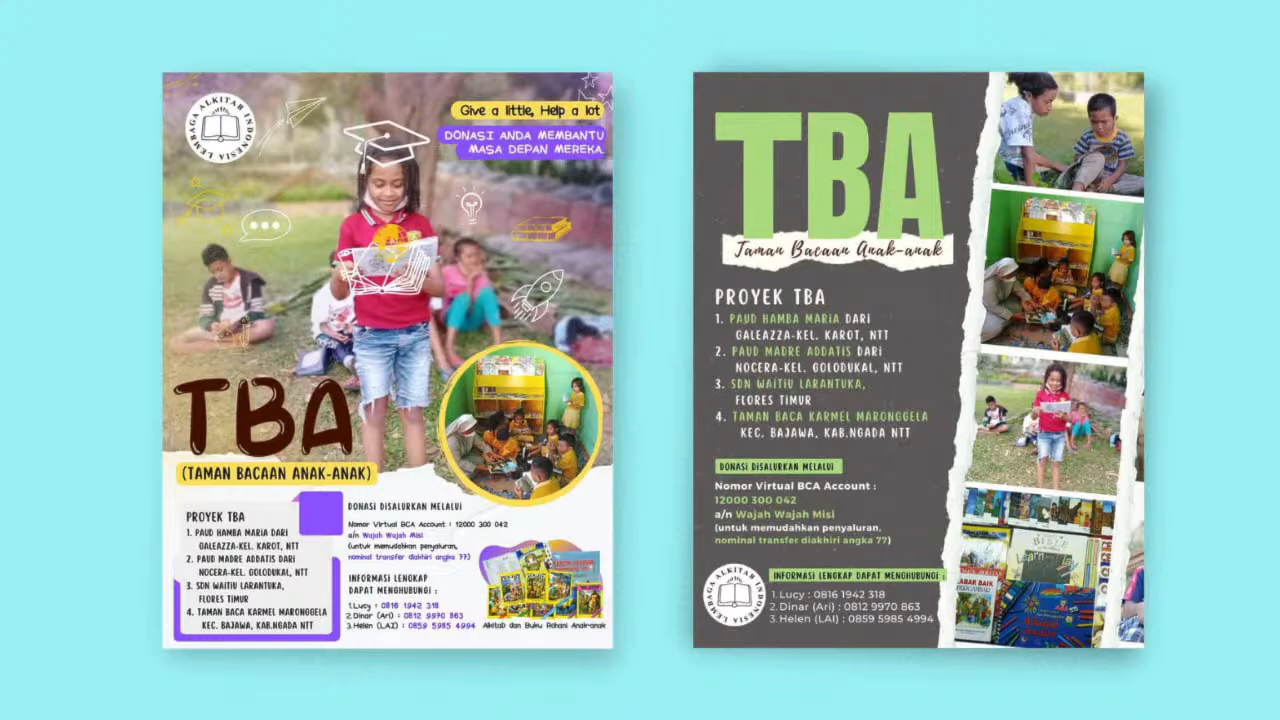 LEMBAGA ALKITAB INDONESIA
Give a little, Help a lot
DONASI ANDA MEMBANTU
MASA DEPAN MEREKA.
TBA
(TAMAN BACAAN ANAK-ANAK)
PROYEK TBA
1. PAUD HAMBA MARIA DARI
GALEAZZA-KEL. KAROT, NTT
2. PAUD MADRE ADDATIS DARI
NOCERA-KEL. GOLODUKAL, NTT
3. SDN WAITIU LARANTUKA,
FLORES TIMUR
4. TAMAN BACA KARMEL MARONGGELA
KEC. BAJAWA, KAB.NGADA NTT
DONASI DISALURKAN MELALUI
Nomor Virtual BCA Account : 12000 300 042
a/n Wajah Wajah Misi
(untuk memudahkan penyaluran,
nominal transfer diakhiri angka 77)
INFORMASI LENGKAP
DAPAT MENGHUBUNGI :
1.Lucy : 0816 1942 318
2.Dinar (Ari) : 0812 9970 863
3.Helen (LAI) : 0859 5985 4994
Alkitab dan Buku Rohani Anak-anak
TBA
Taman Bacaan Anak-anak
PROYEK TBA
1. PAUD HAMBA MARIA DARI
GALEAZZA-KEL. KAROT, NTT
2. PAUD MADRE ADDATIS DARI
NOCERA-KEL. GOLODUKAL, NTT
3. SDN WAITIU LARANTUKA,
FLORES TIMUR
4. TAMAN BACA KARMEL MARONGGELA
KEC. BAJAWA, KAB.NGADA NTT
DONASI DISALURKAN MELALUI
Nomor Virtual BCA Account :
12000 300 042
a/n Wajah Wajah Misi
(untuk memudahkan penyaluran,
nominal transfer diakhiri angka 77)
LEMBAGA ALKITAB INDONESIA
INFORMASI LENGKAP DAPAT MENGHUBUNGI :
1.Lucy : 0816 1942 318
2.Dinar (Ari) : 0812 9970 863
3.Helen (LAI) : 0859 5985 4994
BIBLE
KABAR BAIK